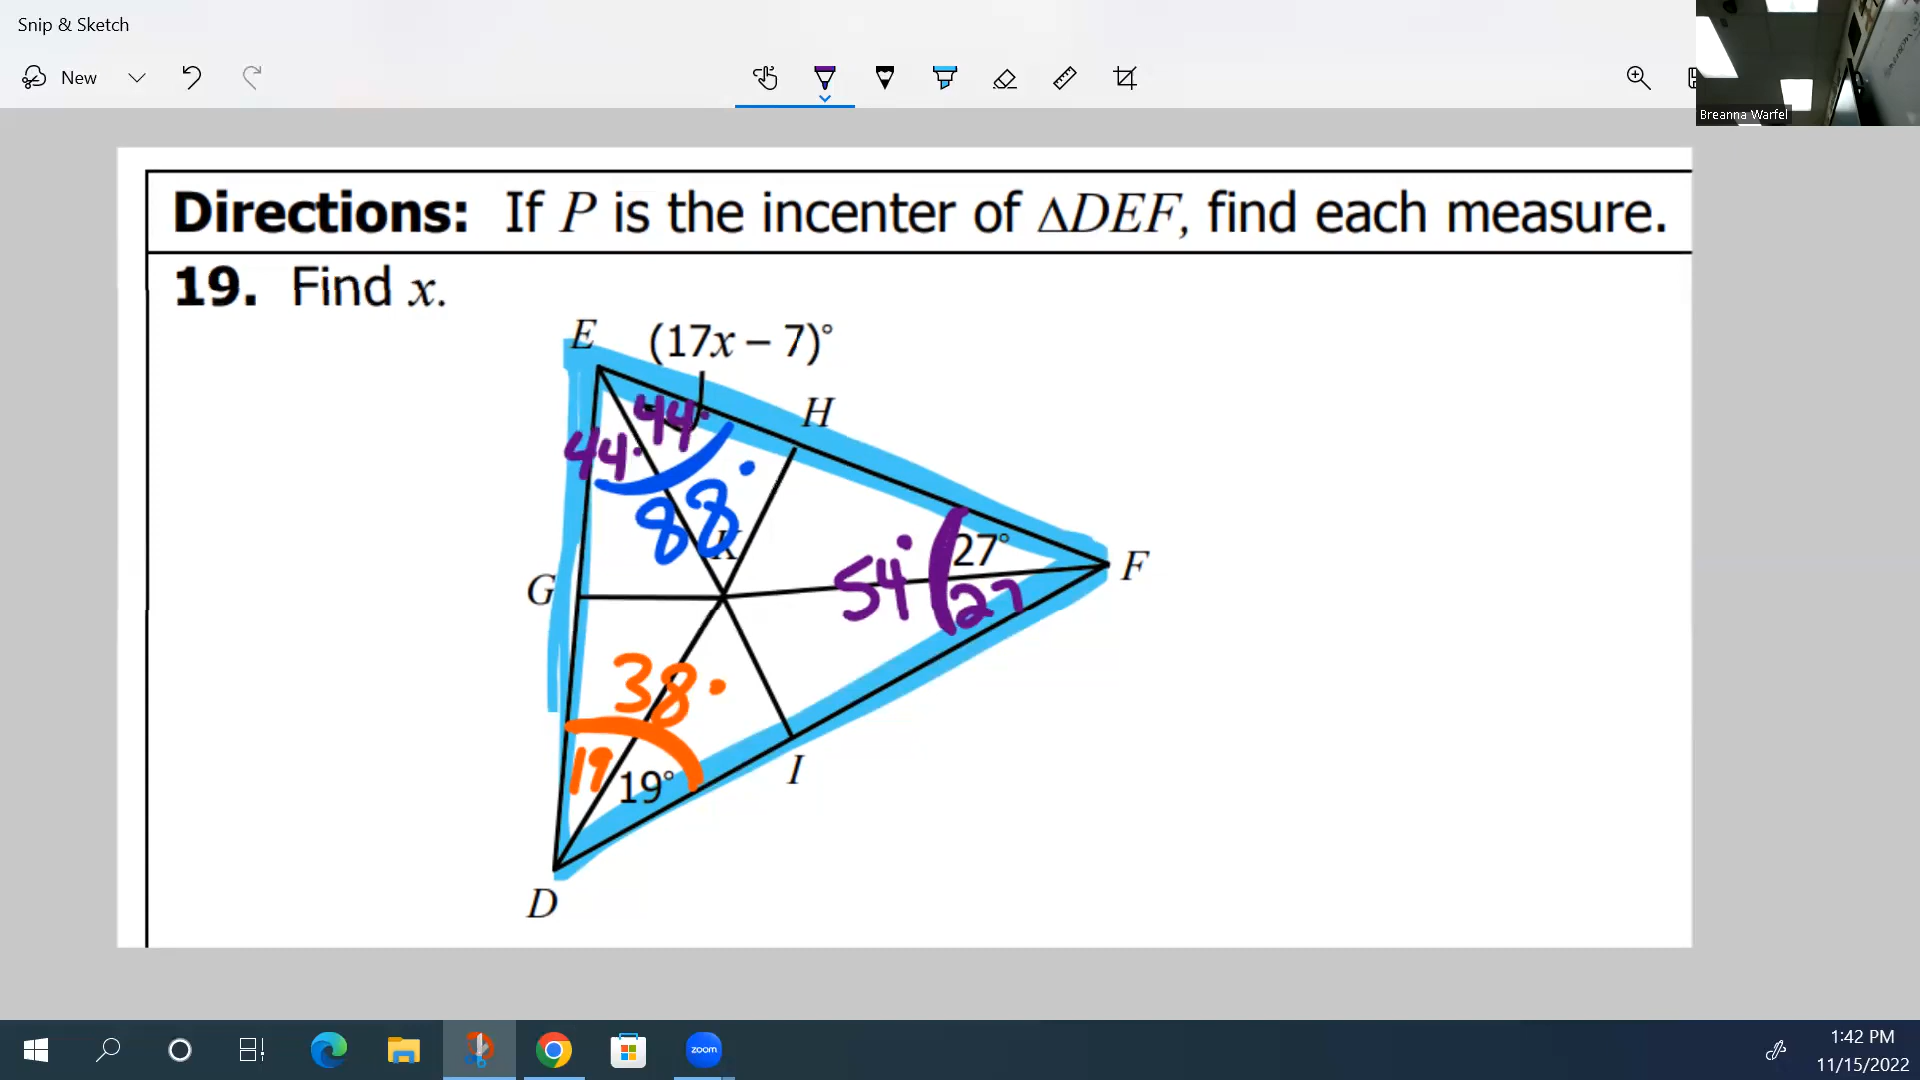 Snip & Sketch
New
Breanna Warfel
Directions: If P is the incenter of ΔDEF, find each measure.
19. Find x.
E (17x – 7)°
H
44°
44°
88°
K
27°
F
54°
27
G
38°
19
19°
I
D
zoom
1:42 PM
11/15/2022